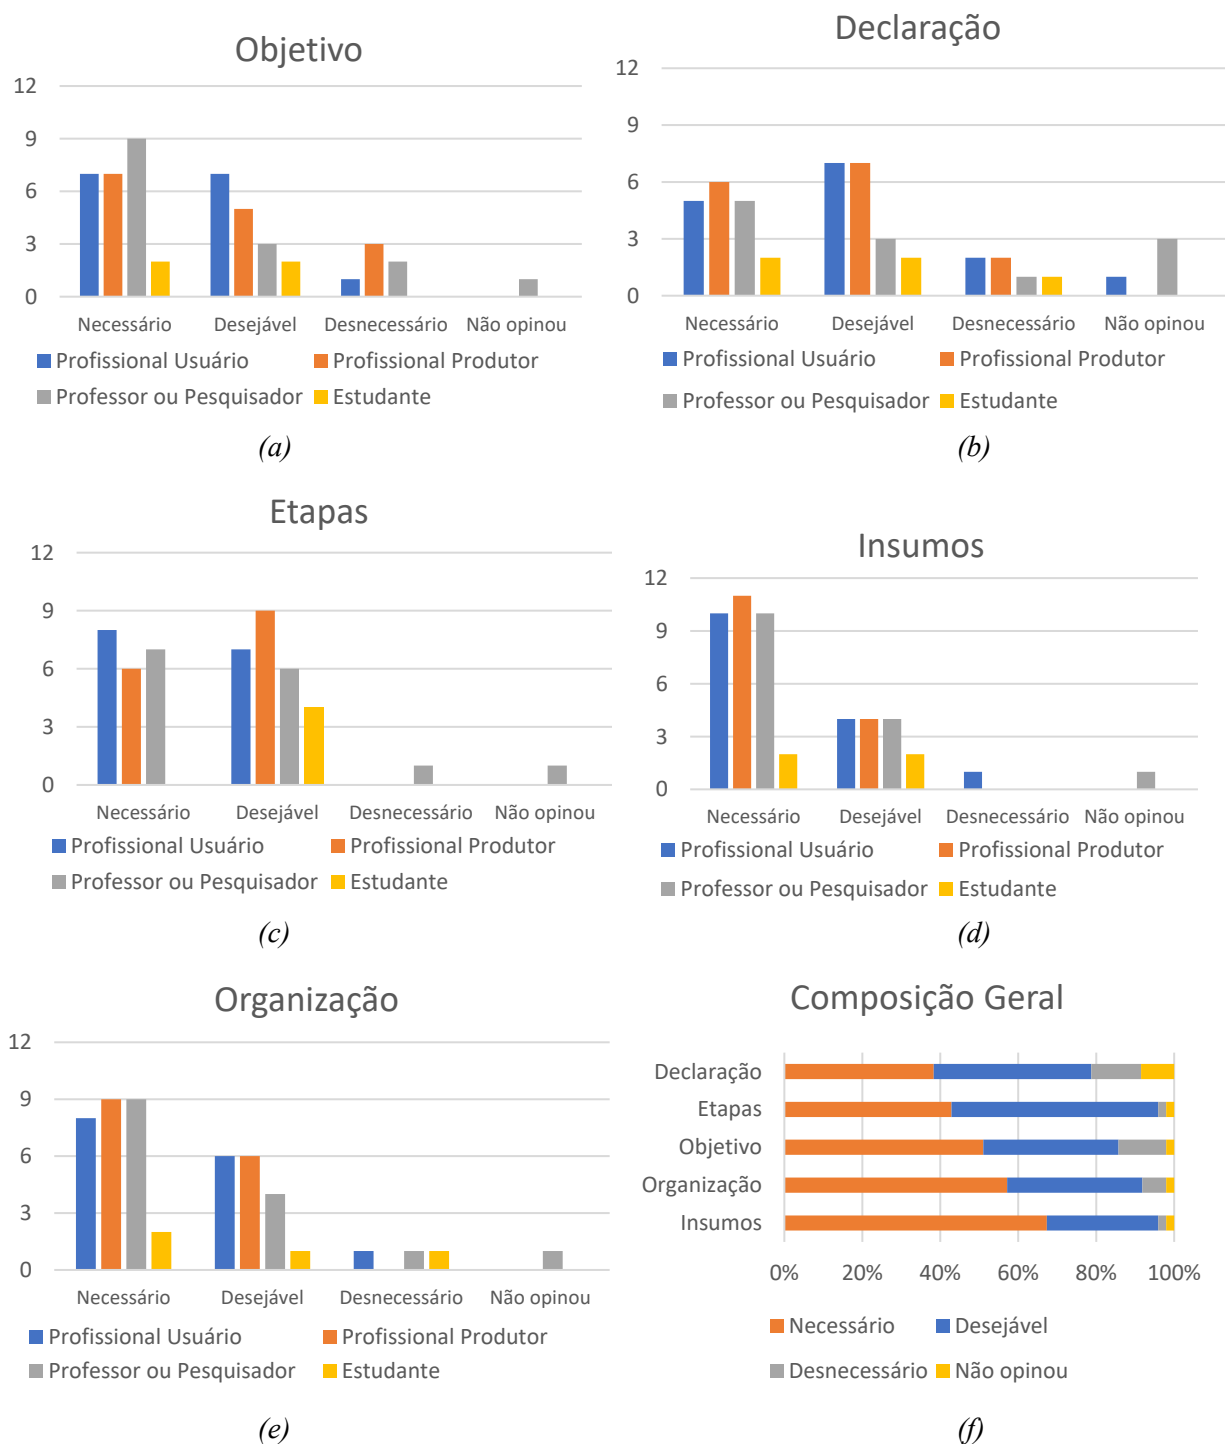 Objetivo
12
9
6
3
0
Necessário Desejável Desnecessário Não opinou
Profissional Usuário Profissional Produtor
Professor ou Pesquisador Estudante
(a)
Declaração
12
9
6
3
0
Necessário Desejável Desnecessário Não opinou
Profissional Usuário Profissional Produtor
Professor ou Pesquisador Estudante
(b)
Etapas
12
9
6
3
0
Necessário Desejável Desnecessário Não opinou
Profissional Usuário Profissional Produtor
Professor ou Pesquisador Estudante
(c)
Insumos
12
9
6
3
0
Necessário Desejável Desnecessário Não opinou
Profissional Usuário Profissional Produtor
Professor ou Pesquisador Estudante
(d)
Organização
12
9
6
3
0
Necessário Desejável Desnecessário Não opinou
Profissional Usuário Profissional Produtor
Professor ou Pesquisador Estudante
(e)
Composição Geral
Declaração
Etapas
Objetivo
Organização
Insumos
0% 20% 40% 60% 80% 100%
Necessário Desejável
Desnecessário Não opinou
(f)